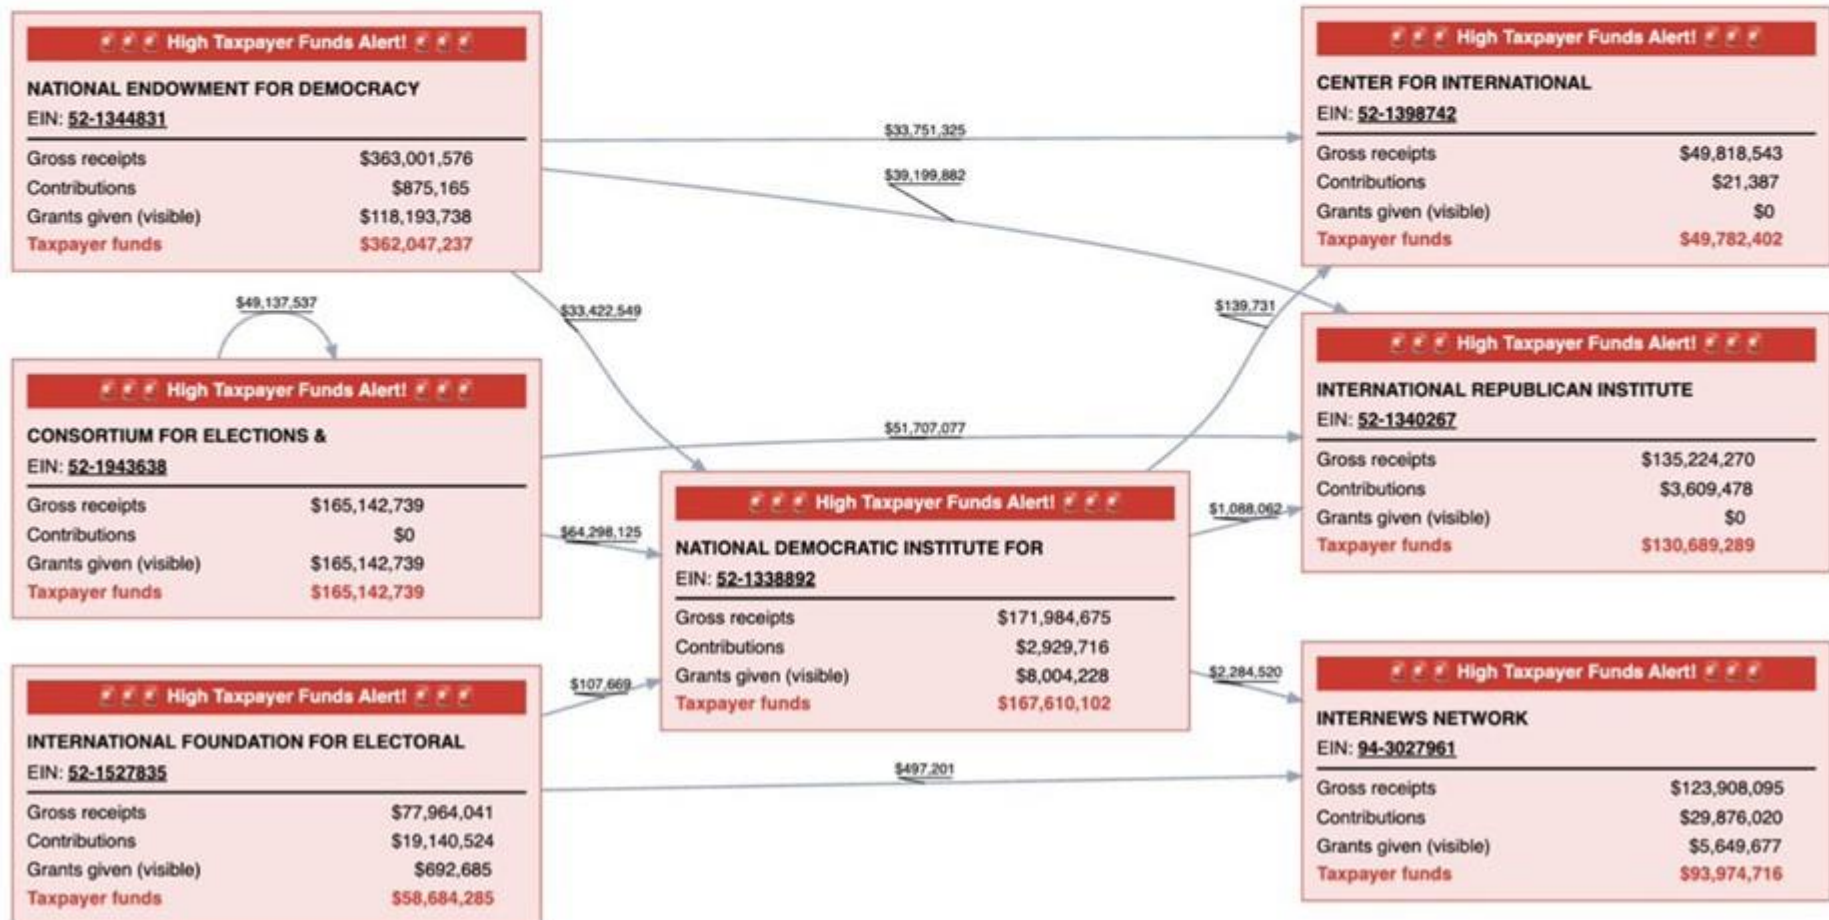 🚨🚨🚨 High Taxpayer Funds Alert! 🚨🚨🚨
NATIONAL ENDOWMENT FOR DEMOCRACY
EIN: 52-1344831
Gross receipts $363,001,576
Contributions $875,165
Grants given (visible) $118,193,738
Taxpayer funds $362,047,237
$49,137,537
🚨🚨🚨 High Taxpayer Funds Alert! 🚨🚨🚨
CONSORTIUM FOR ELECTIONS &
EIN: 52-1943638
Gross receipts $165,142,739
Contributions $0
Grants given (visible) $165,142,739
Taxpayer funds $165,142,739
🚨🚨🚨 High Taxpayer Funds Alert! 🚨🚨🚨
INTERNATIONAL FOUNDATION FOR ELECTORAL
EIN: 52-1527835
Gross receipts $77,964,041
Contributions $19,140,524
Grants given (visible) $692,685
Taxpayer funds $58,684,285
$33,751,325
$39,199,882
$33,422,549
$139,731
$51,707,077
$64,298,125
$1,088,062
$107,669
$2,284,520
$497,201
🚨🚨🚨 High Taxpayer Funds Alert! 🚨🚨🚨
NATIONAL DEMOCRATIC INSTITUTE FOR
EIN: 52-1338892
Gross receipts $171,984,675
Contributions $2,929,716
Grants given (visible) $8,004,228
Taxpayer funds $167,610,102
🚨🚨🚨 High Taxpayer Funds Alert! 🚨🚨🚨
CENTER FOR INTERNATIONAL
EIN: 52-1398742
Gross receipts $49,818,543
Contributions $21,387
Grants given (visible) $0
Taxpayer funds $49,782,402
🚨🚨🚨 High Taxpayer Funds Alert! 🚨🚨🚨
INTERNATIONAL REPUBLICAN INSTITUTE
EIN: 52-1340267
Gross receipts $135,224,270
Contributions $3,609,478
Grants given (visible) $0
Taxpayer funds $130,689,289
🚨🚨🚨 High Taxpayer Funds Alert! 🚨🚨🚨
INTERNEWS NETWORK
EIN: 94-3027961
Gross receipts $123,908,095
Contributions $29,876,020
Grants given (visible) $5,649,677
Taxpayer funds $93,974,716